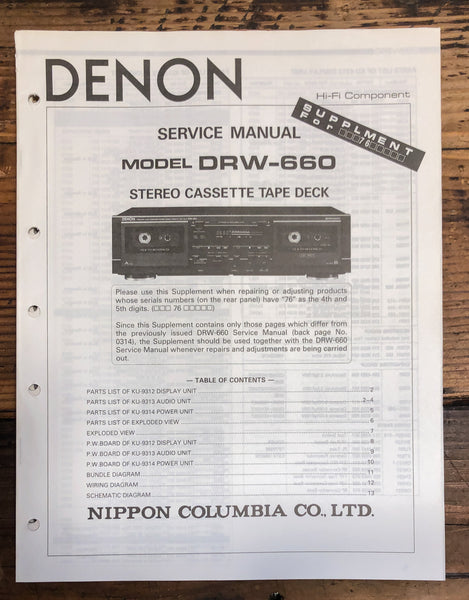 DENON
Hi-Fi Component
SUPPLMENT
For □□□76□□□□□
SERVICE MANUAL
MODEL DRW-660
STEREO CASSETTE TAPE DECK
DENON
Please use this Supplement when repairing or adjusting products
whose serials numbers (on the rear panel) have "76" as the 4th and
5th digits. (□□□ 76 □□□□□)
Since this Supplement contains only those pages which differ from
the previously issued DRW-660 Service Manual (back page No.
0314), the Supplement should be used together with the DRW-660
Service Manual whenever repairs and adjustments are being carried
out.
— TABLE OF CONTENTS —
PARTS LIST OF KU-9312 DISPLAY UNIT 2
PARTS LIST OF KU-9313 AUDIO UNIT 2~4
PARTS LIST OF KU-9314 POWER UNIT 5
PARTS LIST OF EXPLODED VIEW 6
EXPLODED VIEW 7
P.W.BOARD OF KU-9312 DISPLAY UNIT 8
P.W.BOARD OF KU-9313 AUDIO UNIT 9
P.W.BOARD OF KU-9314 POWER UNIT 10
BUNDLE DIAGRAM 11
WIRING DIAGRAM 12
SCHEMATIC DIAGRAM 13
NIPPON COLUMBIA CO., LTD.